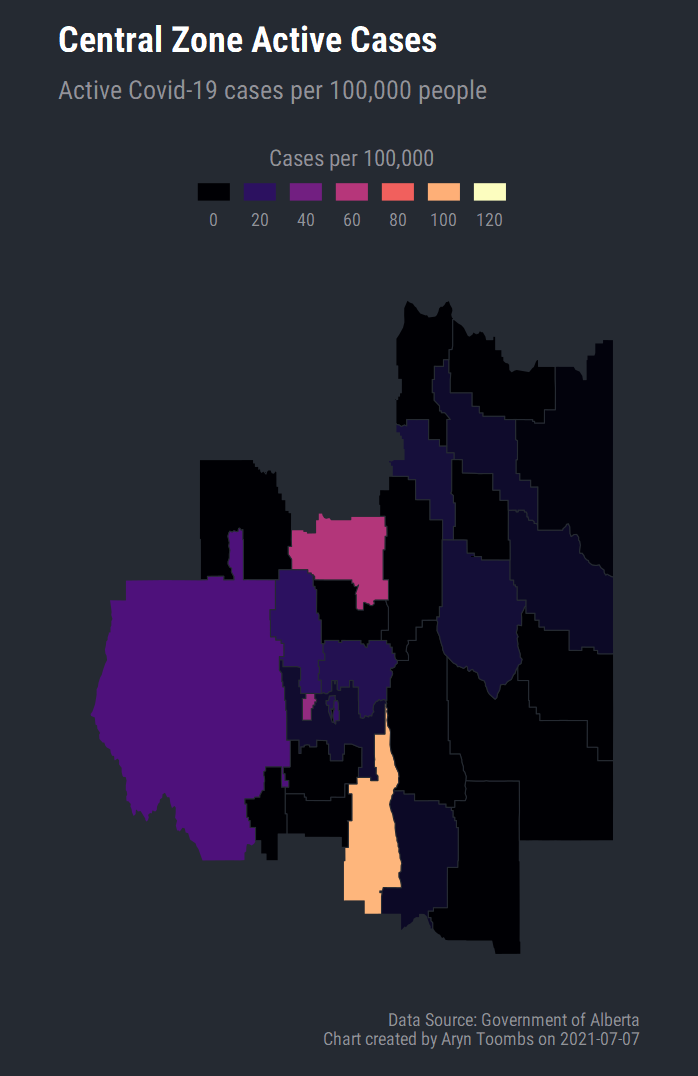 Central Zone Active Cases
Active Covid-19 cases per 100,000 people
Cases per 100,000
0 20 40 60 80 100 120
Data Source: Government of Alberta
Chart created by Aryn Toombs on 2021-07-07